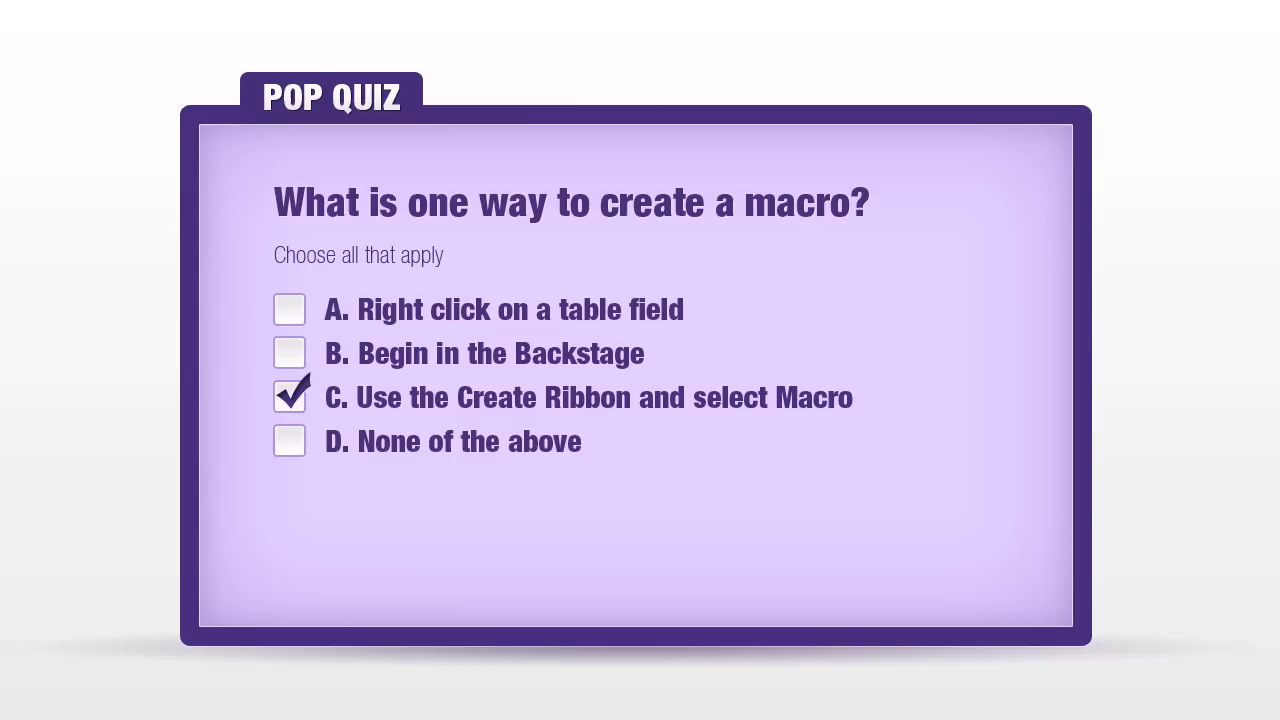 POP QUIZ
What is one way to create a macro?
Choose all that apply
A. Right click on a table field
B. Begin in the Backstage
C. Use the Create Ribbon and select Macro
D. None of the above